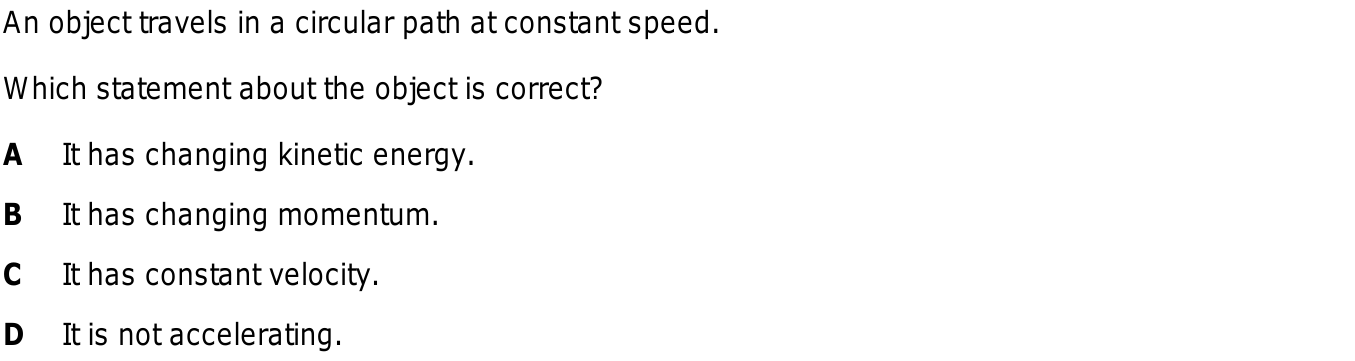 An object travels in a circular path at constant speed.
Which statement about the object is correct?
A It has changing kinetic energy.
B It has changing momentum.
C It has constant velocity.
D It is not accelerating.